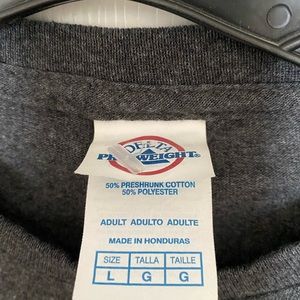 DELTA
PRO WEIGHT®
50% PRESHRUNK COTTON
50% POLYESTER
ADULT ADULTO ADULTE
MADE IN HONDURAS
SIZE TALLA TAILLE
L G G